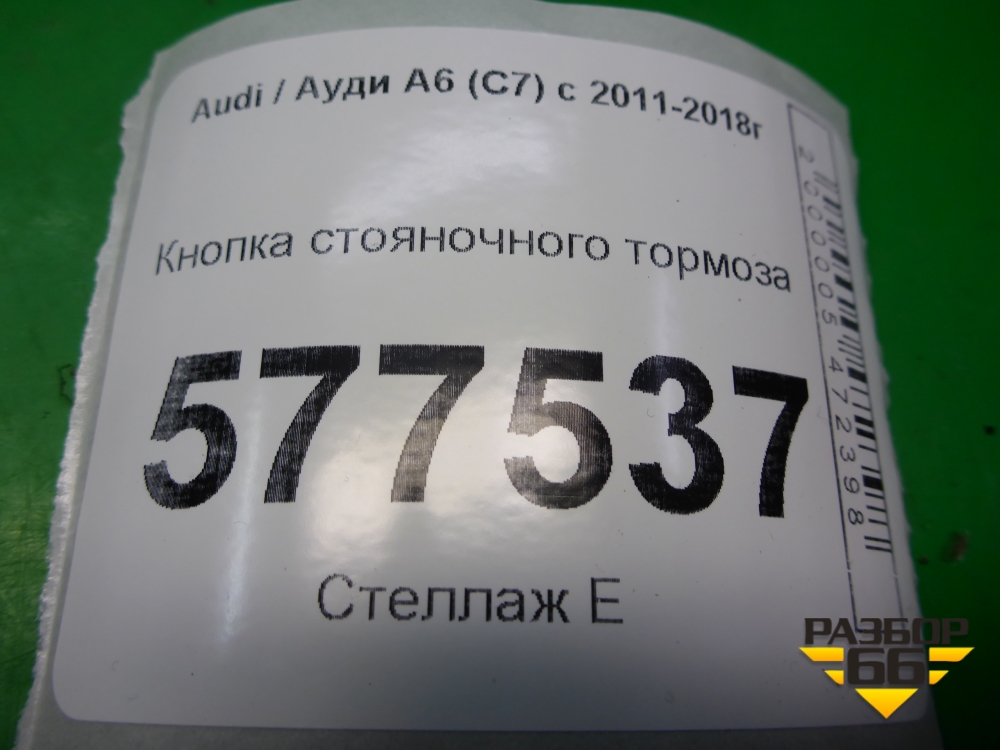 Audi / Ауди А6 (С7) с 2011-2018г
Кнопка стояночного тормоза
577537
Стеллаж Е
2000005472398
РАЗБОР
66